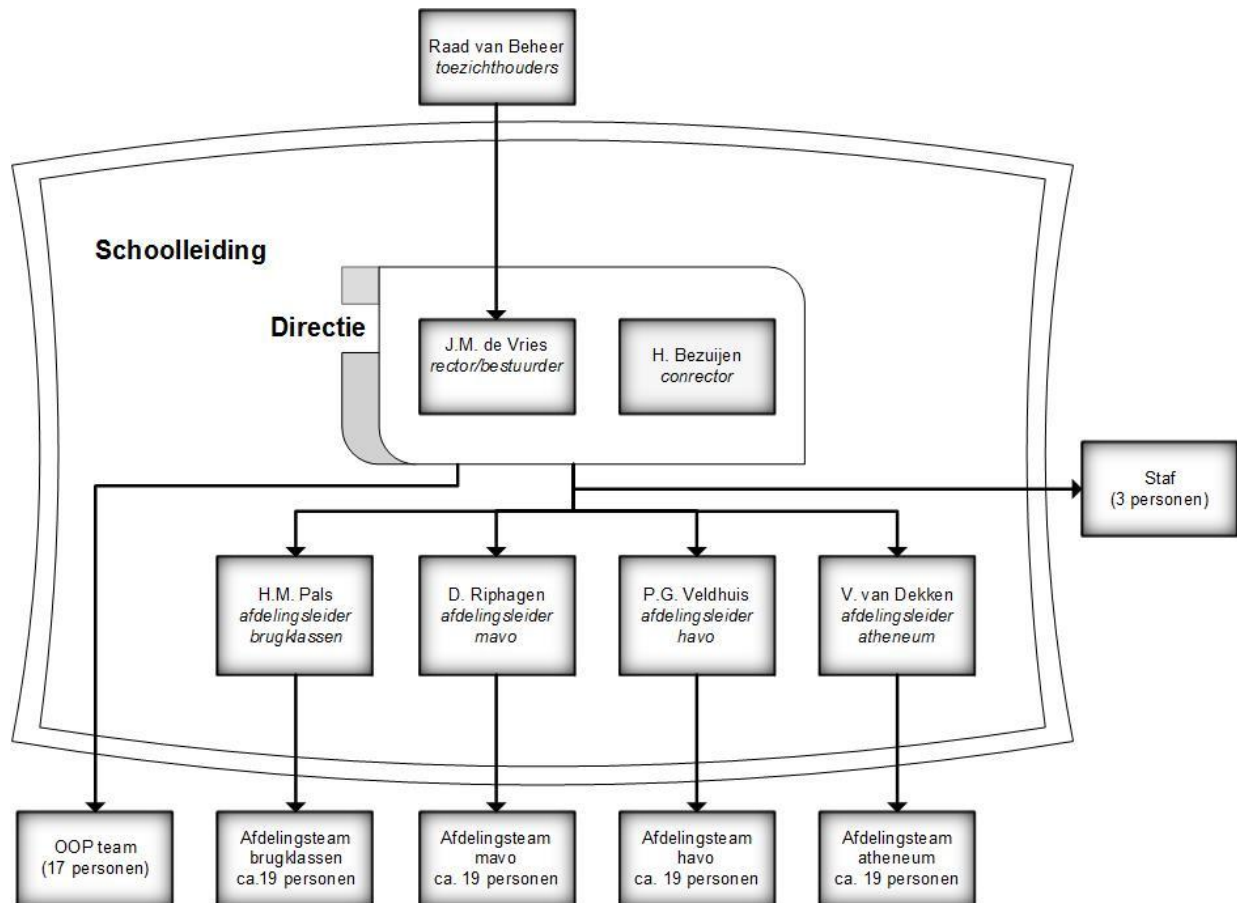 Raad van Beheer
toezichthouders
Schoolleiding
Directie
J.M. de Vries
rector/bestuurder
H. Bezuijen
conrector
Staf
(3 personen)
H.M. Pals
afdelingsleider
brugklassen
D. Riphagen
afdelingsleider
mavo
P.G. Veldhuis
afdelingsleider
havo
V. van Dekken
afdelingsleider
atheneum
OOP team
(17 personen)
Afdelingsteam
brugklassen
ca.19 personen
Afdelingsteam
mavo
ca. 19 personen
Afdelingsteam
havo
ca. 19 personen
Afdelingsteam
atheneum
ca. 19 personen